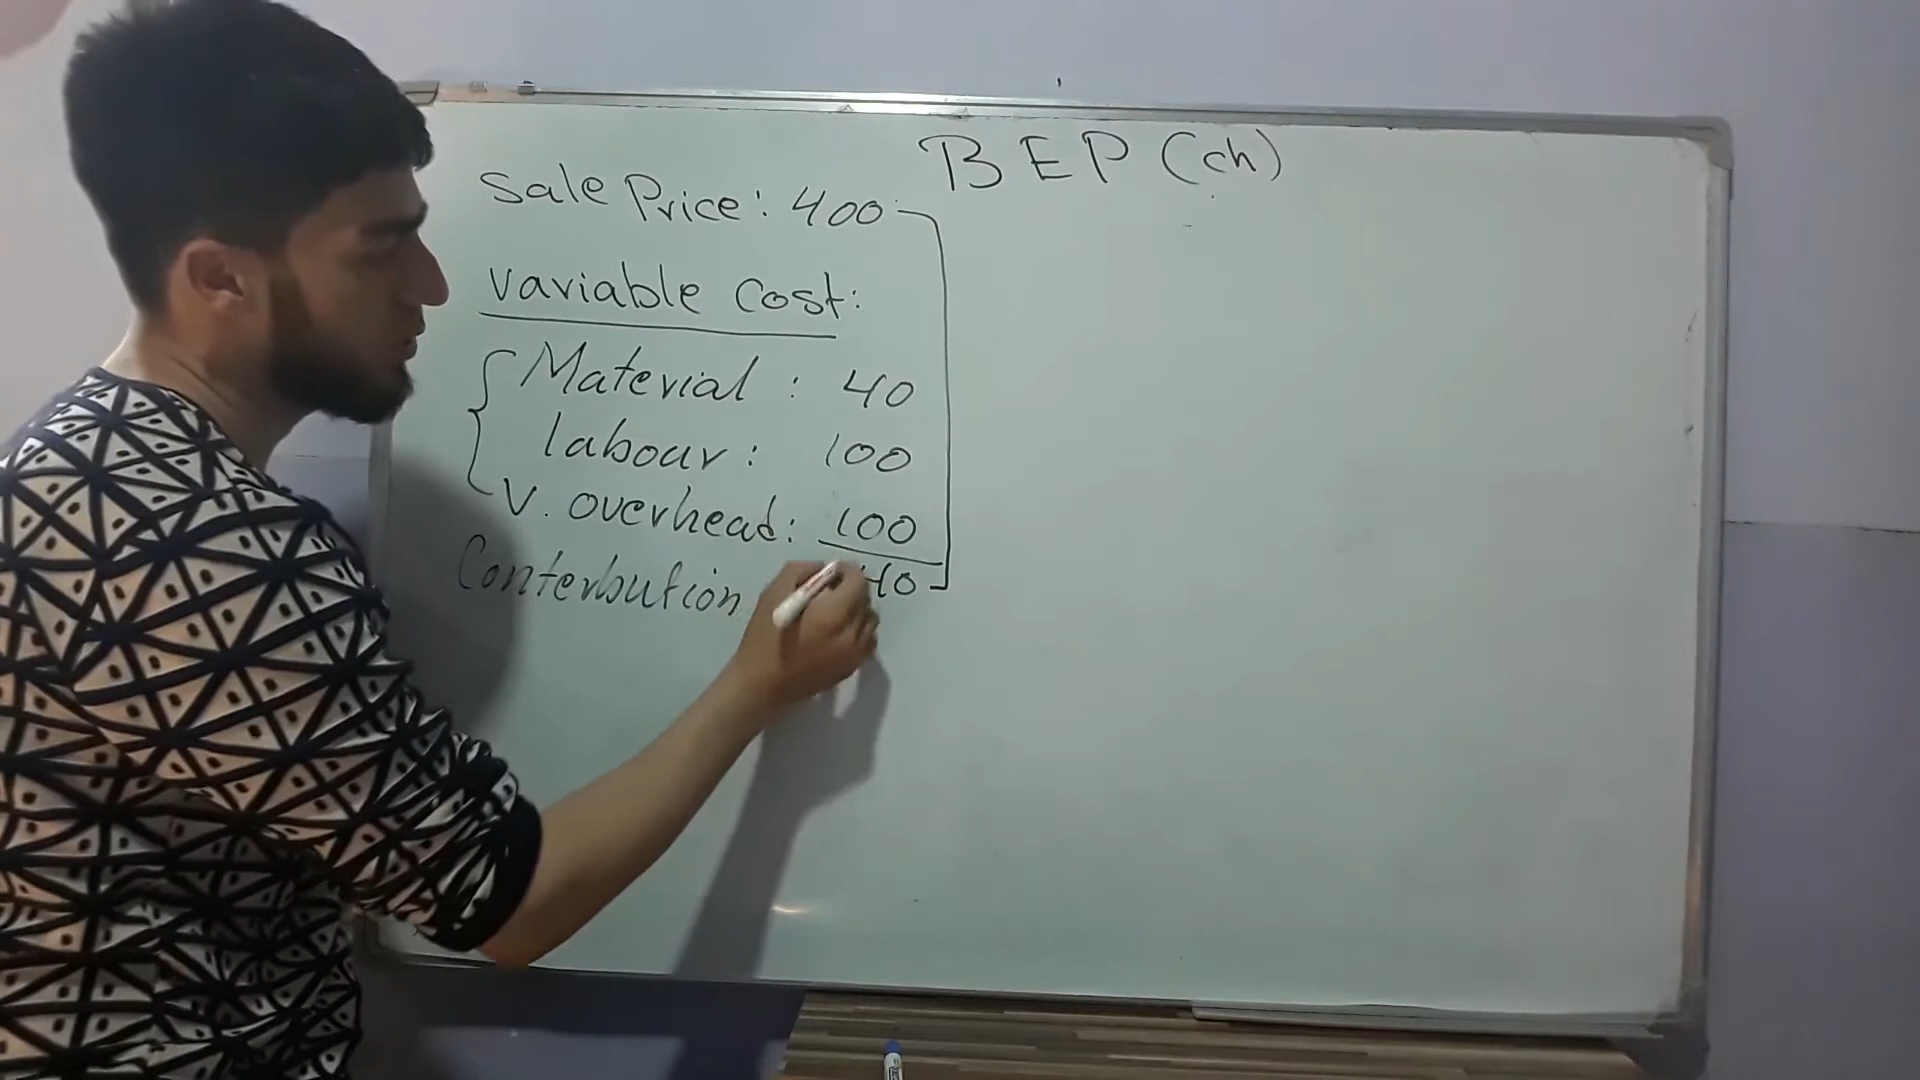 BEP (ch)
Sale Price: 400
Variable Cost:
Material: 40
labour: 100
V. overhead: 100
Conterbution 40